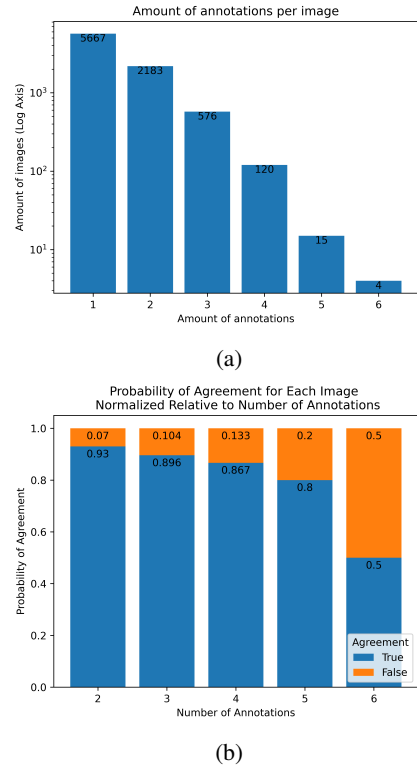 Amount of annotations per image
Amount of images (Log Axis)
10³
10²
10¹
5667
2183
576
120
15
4
1 2 3 4 5 6
Amount of annotations
(a)
Probability of Agreement for Each Image
Normalized Relative to Number of Annotations
Probability of Agreement
1.0
0.8
0.6
0.4
0.2
0.0
0.07 0.104 0.133 0.2 0.5
0.93
0.896
0.867
0.8
0.5
Agreement
True
False
2 3 4 5 6
Number of Annotations
(b)